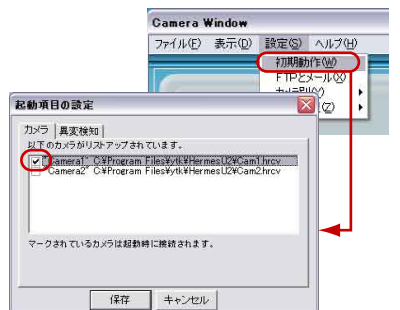 Camera Window
ファイル(F) 表示(D) 設定(S) ヘルプ(H)
初期動作(W)
FTPとメール(X)
(Z)
起動項目の設定
カメラ 異変検知
以下のカメラがリストアップされています。
"Camera1" C:¥Program Files¥ytk¥HermesU2¥Cam1.hrcv
"Camera2" C:¥Program Files¥ytk¥HermesU2¥Cam2.hrcv
マークされているカメラは起動時に接続されます。
保存 キャンセル